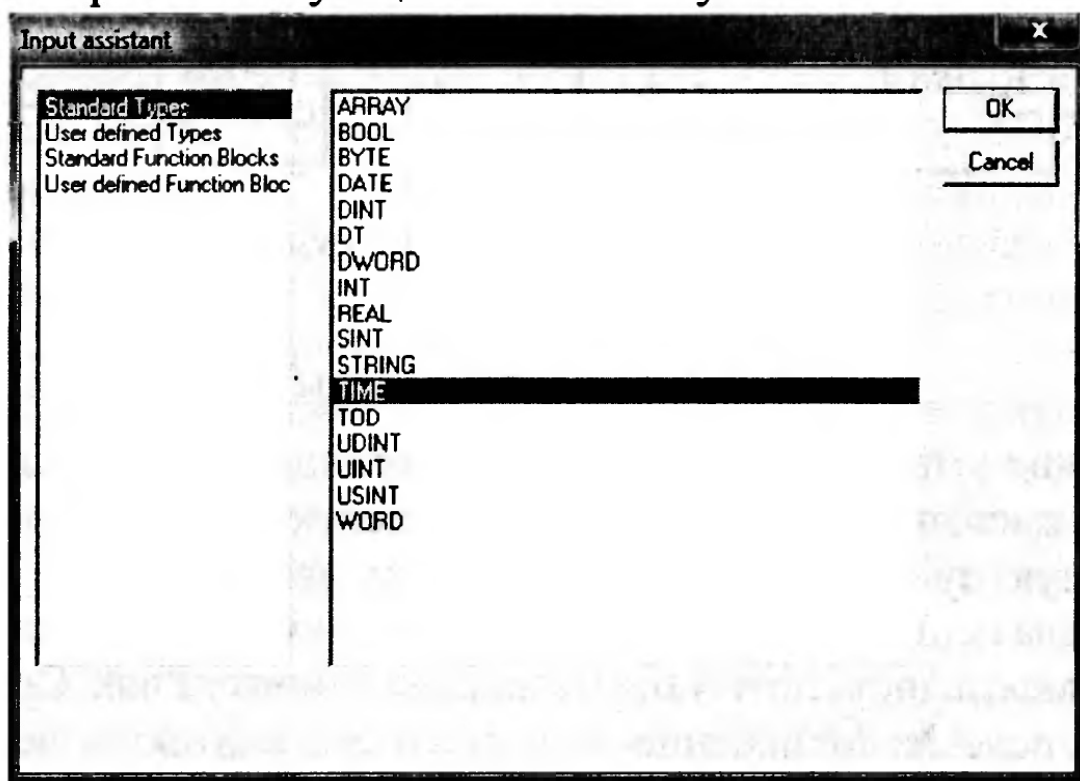 Input assistant
x
Standard Types
User defined Types
Standard Function Blocks
User defined Function Bloc
ARRAY
BOOL
BYTE
DATE
DINT
DT
DWORD
INT
REAL
SINT
STRING
TIME
TOD
UDINT
UINT
USINT
WORD
OK
Cancel